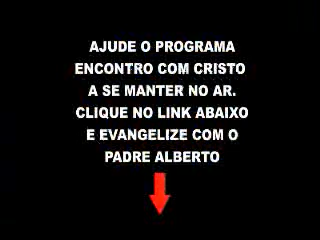 AJUDE O PROGRAMA
ENCONTRO COM CRISTO
A SE MANTER NO AR.
CLIQUE NO LINK ABAIXO
E EVANGELIZE COM O
PADRE ALBERTO